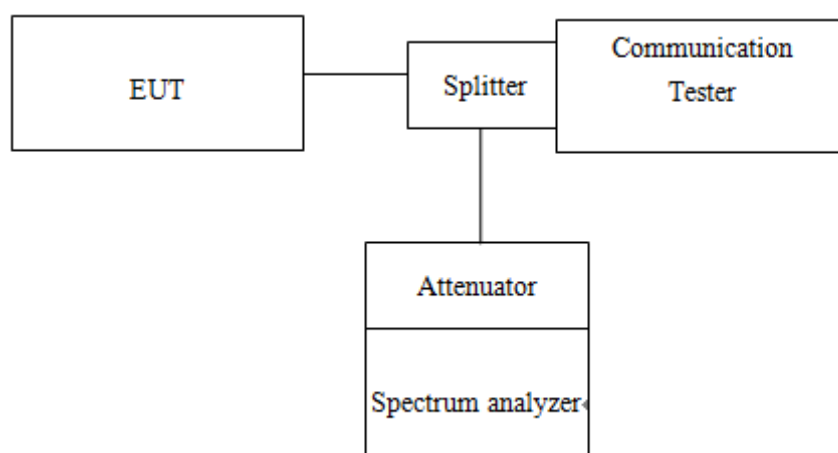 EUT
Splitter
Communication
Tester
Attenuator
Spectrum analyzer